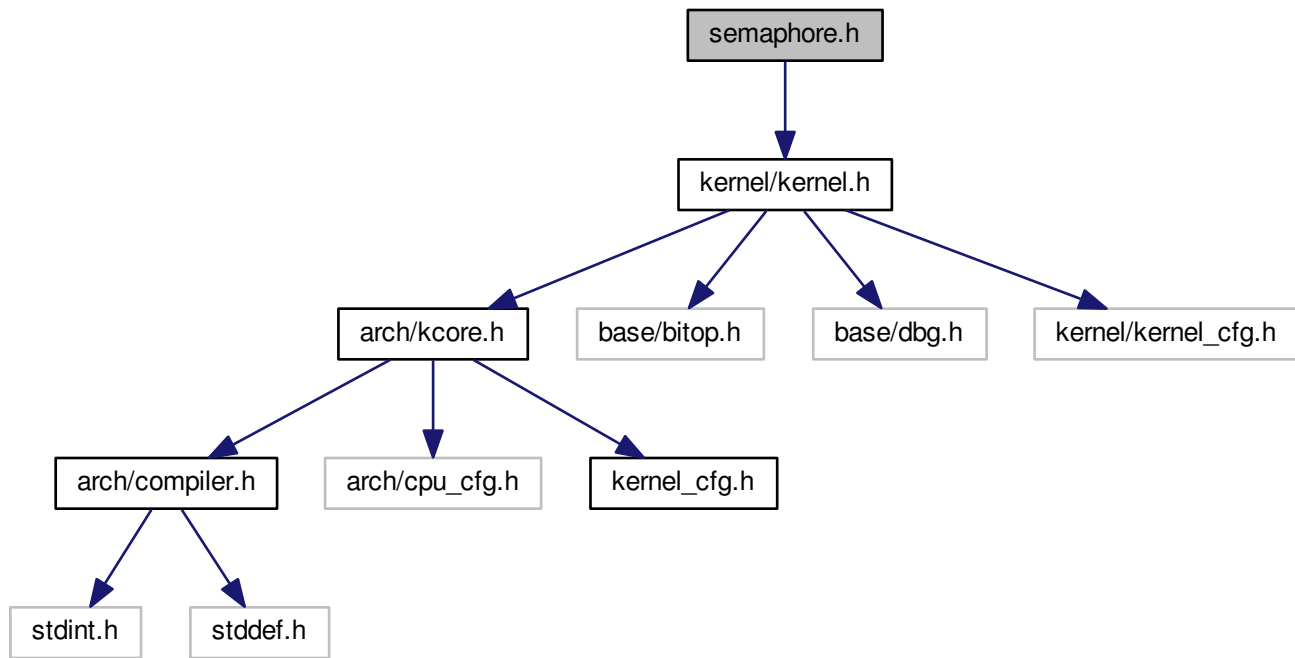 semaphore.h
kernel/kernel.h
arch/kcore.h
base/bitop.h
base/dbg.h
kernel/kernel_cfg.h
arch/compiler.h
arch/cpu_cfg.h
kernel_cfg.h
stdint.h
stddef.h